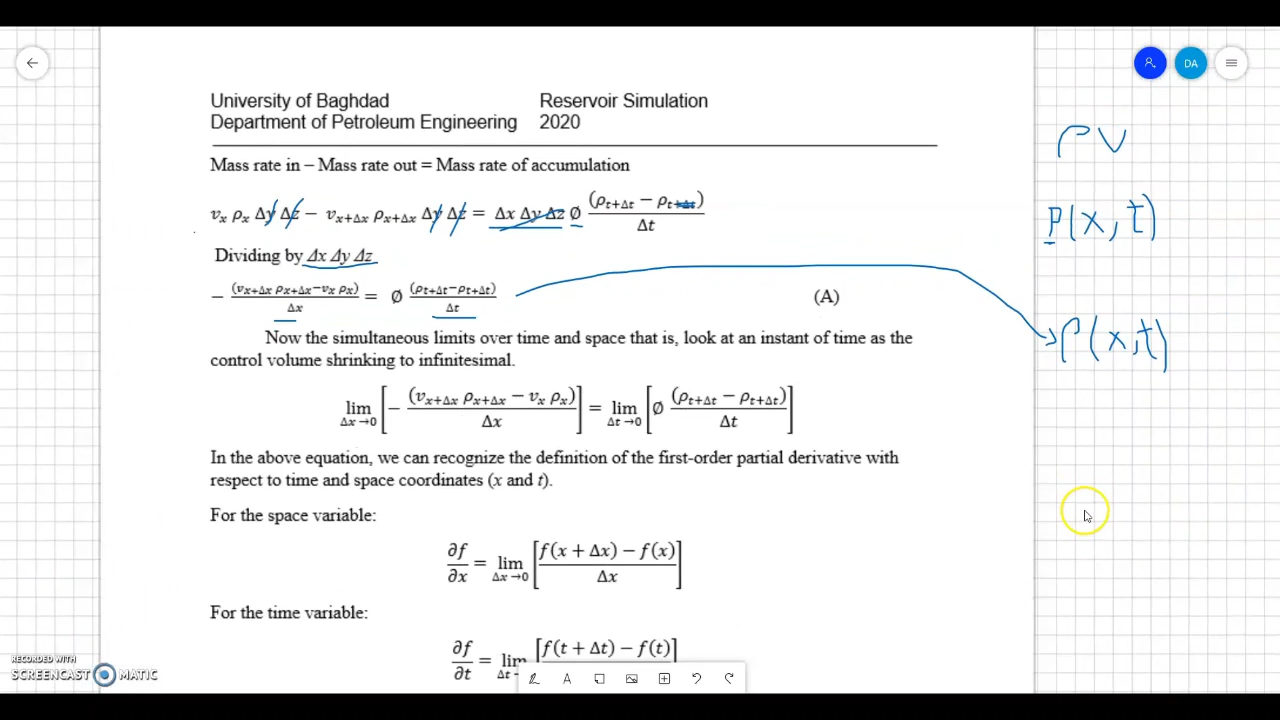 DA
University of Baghdad Reservoir Simulation
Department of Petroleum Engineering 2020
Mass rate in – Mass rate out = Mass rate of accumulation
vₓ ρₓ Δy Δz − vₓ₊Δₓ ρₓ₊Δₓ Δy Δz = Δx Δy Δz ∅ (ρₜ₊Δₜ − ρₜ₊Δₜ) / Δt
Dividing by Δx Δy Δz
− (vₓ₊Δₓ ρₓ₊Δₓ−vₓ ρₓ) / Δx = ∅ (ρₜ₊Δₜ−ρₜ₊Δₜ) / Δt (A)
Now the simultaneous limits over time and space that is, look at an instant of time as the
control volume shrinking to infinitesimal.
lim Δx→0 [− (vₓ₊Δₓ ρₓ₊Δₓ − vₓ ρₓ) / Δx] = lim Δt→0 [∅ (ρₜ₊Δₜ − ρₜ₊Δₜ) / Δt]
In the above equation, we can recognize the definition of the first-order partial derivative with
respect to time and space coordinates (x and t).
For the space variable:
∂f/∂x = lim Δx→0 [f(x + Δx) − f(x) / Δx]
For the time variable:
∂f/∂t = lim Δt− [f(t + Δt) − f(t)]
ρ v
P(x, t)
ρ(x,t)
RECORDED WITH
SCREENCAST MATIC
A